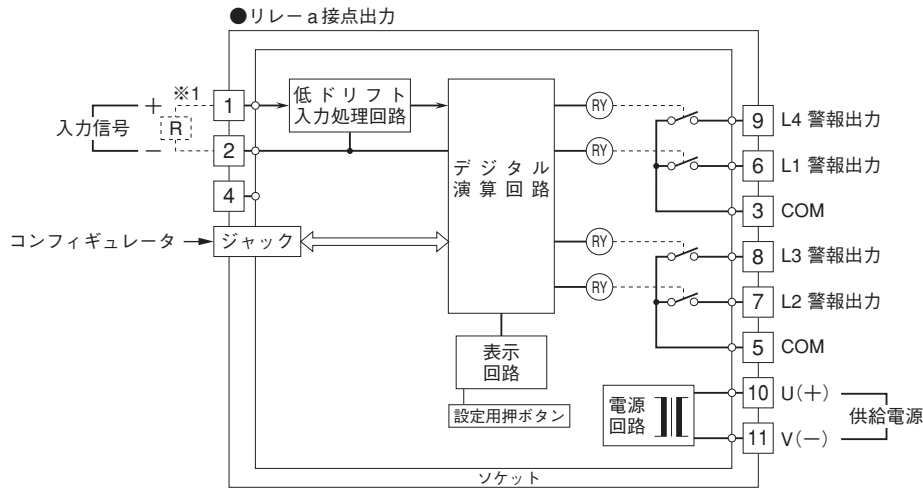 ●リレーａ接点出力
※1
+
入力信号
R
−
1
2
4
低ドリフト
入力処理回路
コンフィギュレータ
ジャック
デジタル
演算回路
RY
RY
RY
RY
9 L4 警報出力
6 L1 警報出力
3 COM
8 L3 警報出力
7 L2 警報出力
5 COM
表示
回路
設定用押ボタン
電源
回路
10 U(+)
11 V(−)
供給電源
ソケット